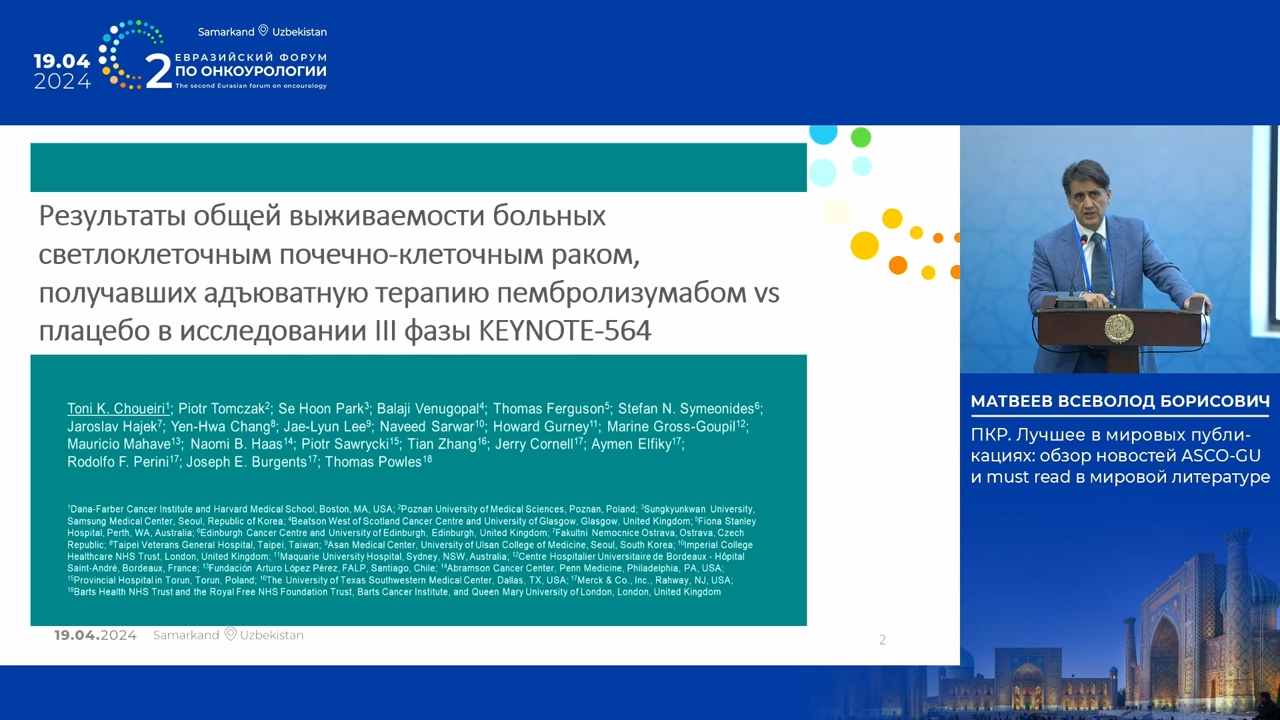 Samarkand Uzbekistan
19.04
2024
2
ЕВРАЗИЙСКИЙ ФОРУМ
ПО ОНКОУРОЛОГИИ
The second Eurasian forum on oncourology
Результаты общей выживаемости больных
светлоклеточным почечно-клеточным раком,
получавших адъюватную терапию пембролизумабом vs
плацебо в исследовании III фазы KEYNOTE-564
Toni K. Choueiri¹; Piotr Tomczak²; Se Hoon Park³; Balaji Venugopal⁴; Thomas Ferguson⁵; Stefan N. Symeonides⁶;
Jaroslav Hajek⁷; Yen-Hwa Chang⁸; Jae-Lyun Lee⁹; Naveed Sarwar¹⁰; Howard Gurney¹¹; Marine Gross-Goupil¹²;
Mauricio Mahave¹³; Naomi B. Haas¹⁴; Piotr Sawrycki¹⁵; Tian Zhang¹⁶; Jerry Cornell¹⁷; Aymen Elfiky¹⁷;
Rodolfo F. Perini¹⁷; Joseph E. Burgents¹⁷; Thomas Powles¹⁸
¹Dana-Farber Cancer Institute and Harvard Medical School, Boston, MA, USA; ²Poznan University of Medical Sciences, Poznan, Poland; ³Sungkyunkwan University,
Samsung Medical Center, Seoul, Republic of Korea; ⁴Beatson West of Scotland Cancer Centre and University of Glasgow, Glasgow, United Kingdom; ⁵Fiona Stanley
Hospital, Perth, WA, Australia; ⁶Edinburgh Cancer Centre and University of Edinburgh, Edinburgh, United Kingdom; ⁷Fakultni Nemocnice Ostrava, Ostrava, Czech
Republic; ⁸Taipei Veterans General Hospital, Taipei, Taiwan; ⁹Asan Medical Center, University of Ulsan College of Medicine, Seoul, South Korea; ¹⁰Imperial College
Healthcare NHS Trust, London, United Kingdom; ¹¹Maquarie University Hospital, Sydney, NSW, Australia; ¹²Centre Hospitalier Universitaire de Bordeaux - Hôpital
Saint-André, Bordeaux, France; ¹³Fundación Arturo López Pérez, FALP, Santiago, Chile; ¹⁴Abramson Cancer Center, Penn Medicine, Philadelphia, PA, USA;
¹⁵Provincial Hospital in Torun, Torun, Poland; ¹⁶The University of Texas Southwestern Medical Center, Dallas, TX, USA; ¹⁷Merck & Co., Inc., Rahway, NJ, USA;
¹⁸Barts Health NHS Trust and the Royal Free NHS Foundation Trust, Barts Cancer Institute, and Queen Mary University of London, London, United Kingdom
19.04.2024 Samarkand Uzbekistan
2
МАТВЕЕВ ВСЕВОЛОД БОРИСОВИЧ
ПКР. Лучшее в мировых публи-
кациях: обзор новостей ASCO-GU
и must read в мировой литературе